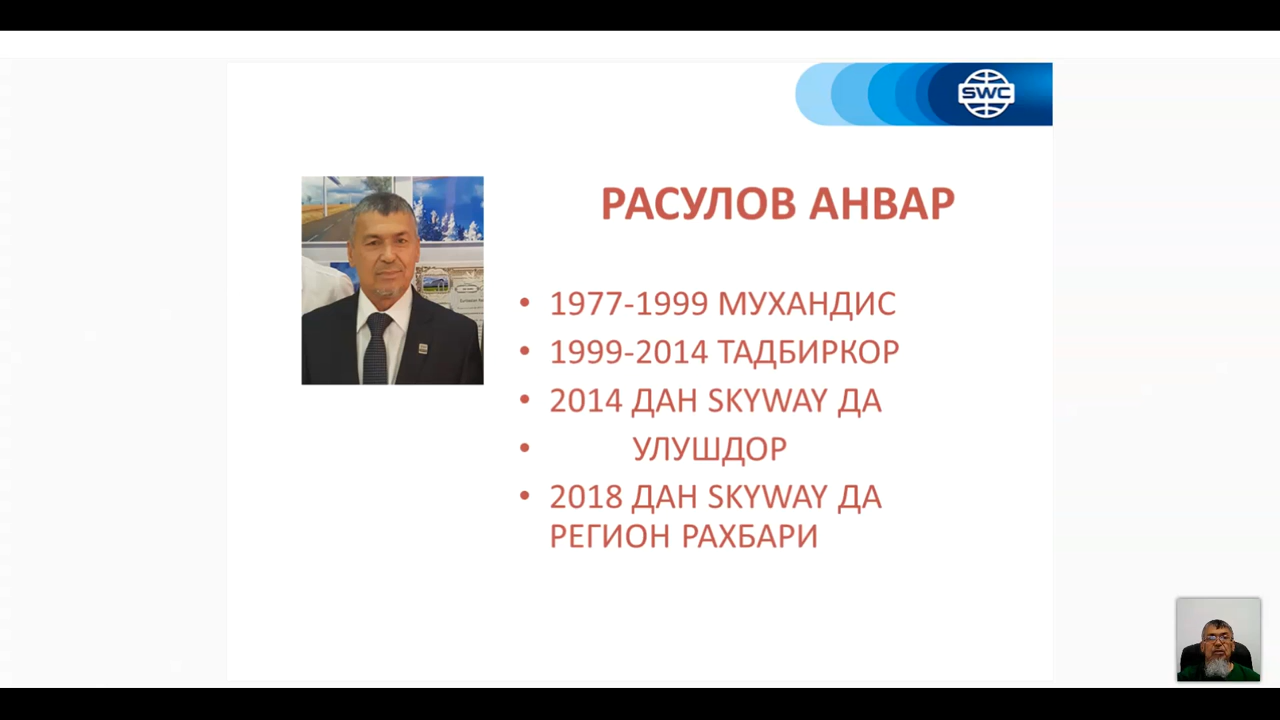 SWC
РАСУЛОВ АНВАР
• 1977-1999 МУХАНДИС
• 1999-2014 ТАДБИРКОР
• 2014 ДАН SKYWAY ДА
• УЛУШДОР
• 2018 ДАН SKYWAY ДА
РЕГИОН РАХБАРИ